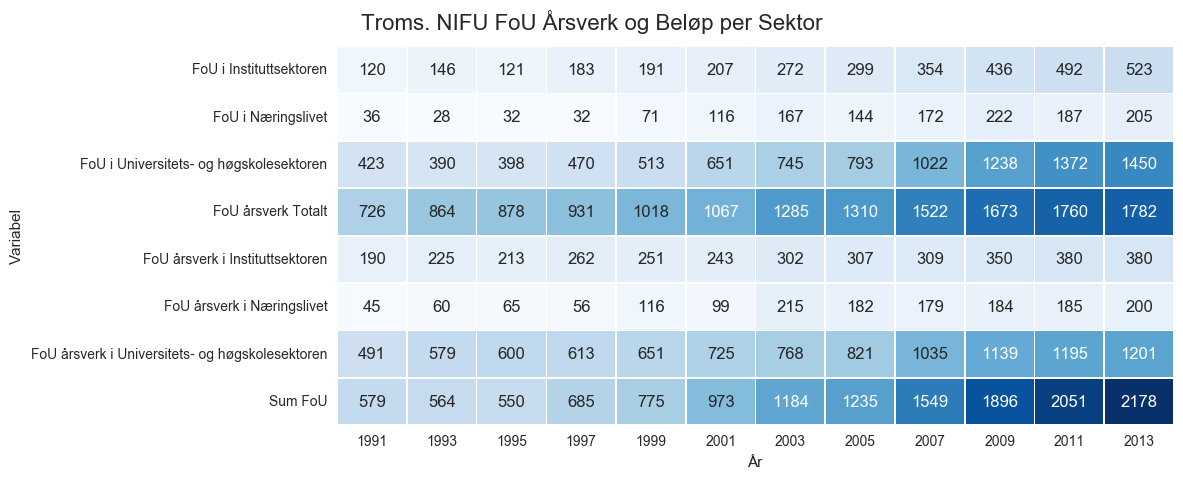 Troms. NIFU FoU Årsverk og Beløp per Sektor
Variabel
FoU i Instituttsektoren 120 146 121 183 191 207 272 299 354 436 492 523
FoU i Næringslivet 36 28 32 32 71 116 167 144 172 222 187 205
FoU i Universitets- og høgskolesektoren 423 390 398 470 513 651 745 793 1022 1238 1372 1450
FoU årsverk Totalt 726 864 878 931 1018 1067 1285 1310 1522 1673 1760 1782
FoU årsverk i Instituttsektoren 190 225 213 262 251 243 302 307 309 350 380 380
FoU årsverk i Næringslivet 45 60 65 56 116 99 215 182 179 184 185 200
FoU årsverk i Universitets- og høgskolesektoren 491 579 600 613 651 725 768 821 1035 1139 1195 1201
Sum FoU 579 564 550 685 775 973 1184 1235 1549 1896 2051 2178
1991 1993 1995 1997 1999 2001 2003 2005 2007 2009 2011 2013
År